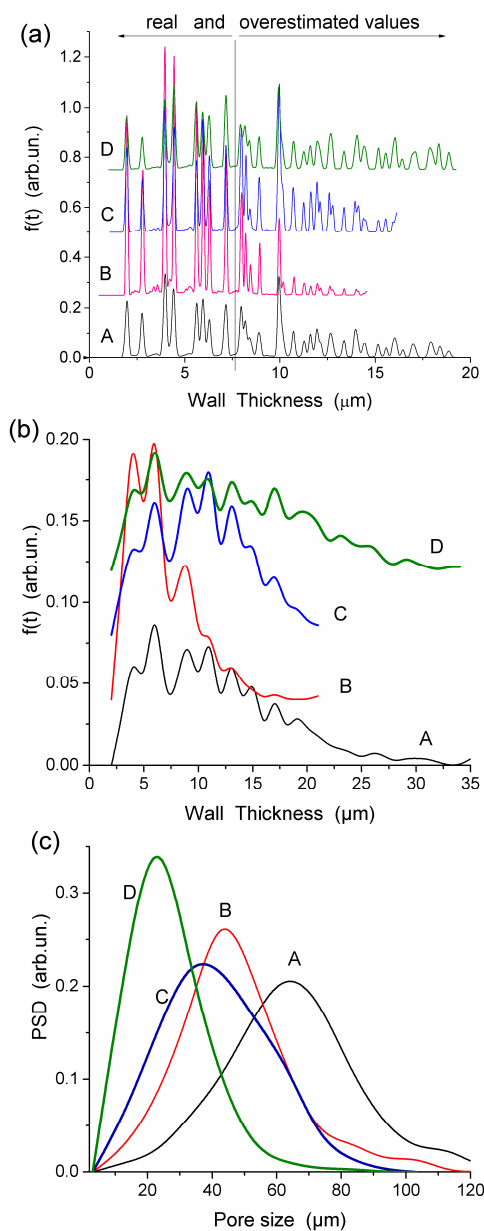 (a)
real and overestimated values
1.2
1.0
0.8
0.6
0.4
0.2
0.0
f(t) (arb.un.)
D
C
B
A
0 5 10 15 20
Wall Thickness (μm)
(b)
0.20
0.15
0.10
0.05
0.00
f(t) (arb.un.)
D
C
B
A
0 5 10 15 20 25 30 35
Wall Thickness (μm)
(c)
0.3
0.2
0.1
0.0
PSD (arb.un.)
D
B
A
C
20 40 60 80 100 120
Pore size (μm)